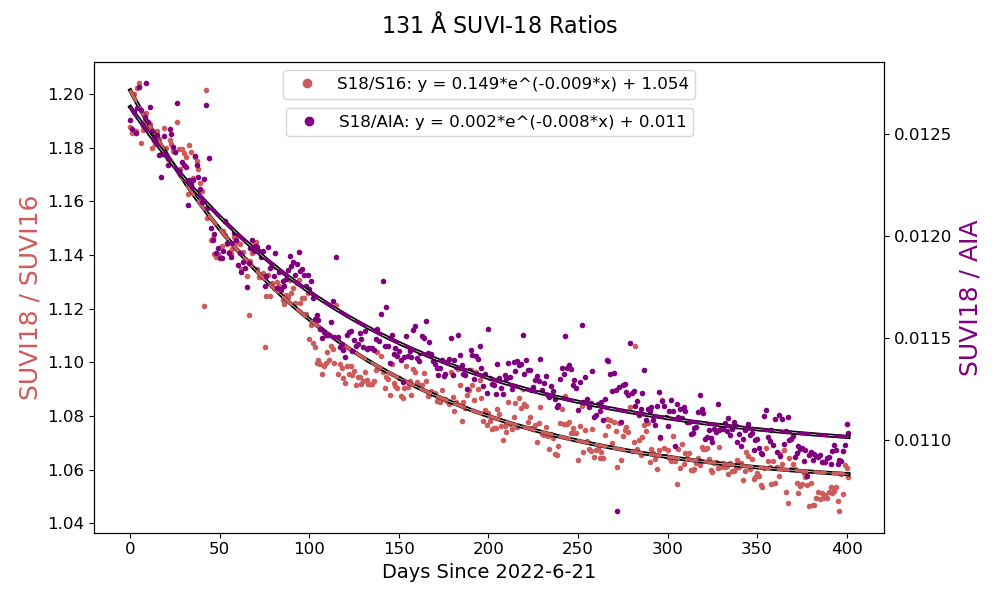 131 Å SUVI-18 Ratios
S18/S16: y = 0.149*e^(-0.009*x) + 1.054
S18/AIA: y = 0.002*e^(-0.008*x) + 0.011
SUVI18 / SUVI16
1.20
1.18
1.16
1.14
1.12
1.10
1.08
1.06
1.04
0.0125
0.0120
0.0115
0.0110
SUVI18 / AIA
0 50 100 150 200 250 300 350 400
Days Since 2022-6-21